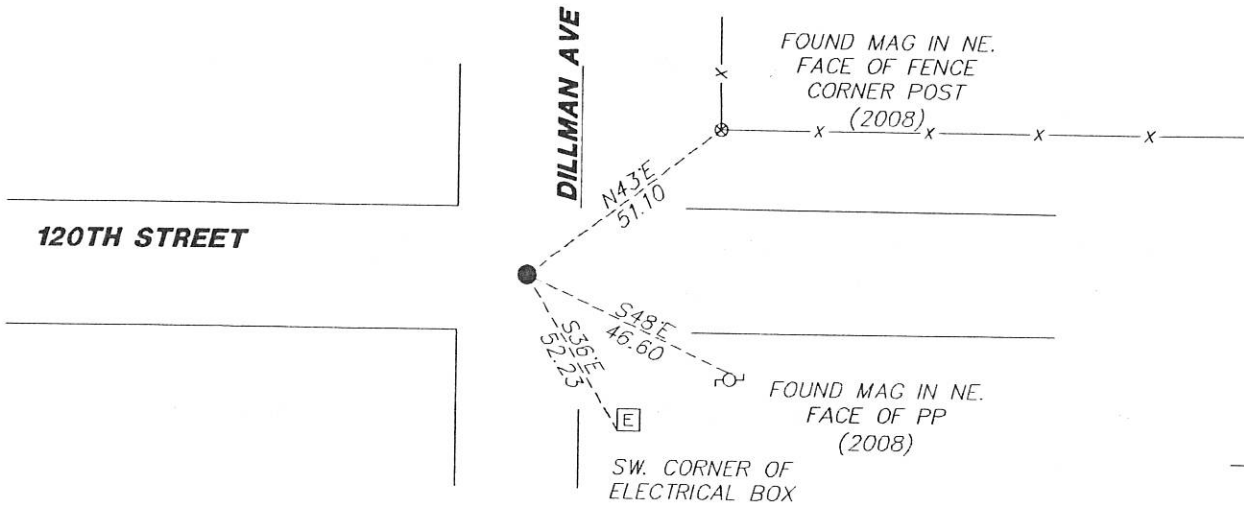 DILLMAN AVE
FOUND MAG IN NE.
FACE OF FENCE
CORNER POST
(2008)
X
X X X X
N43°E
51.10
120TH STREET
S48°E
46.60
S36°E
52.23
FOUND MAG IN NE.
FACE OF PP
(2008)
E
SW. CORNER OF
ELECTRICAL BOX